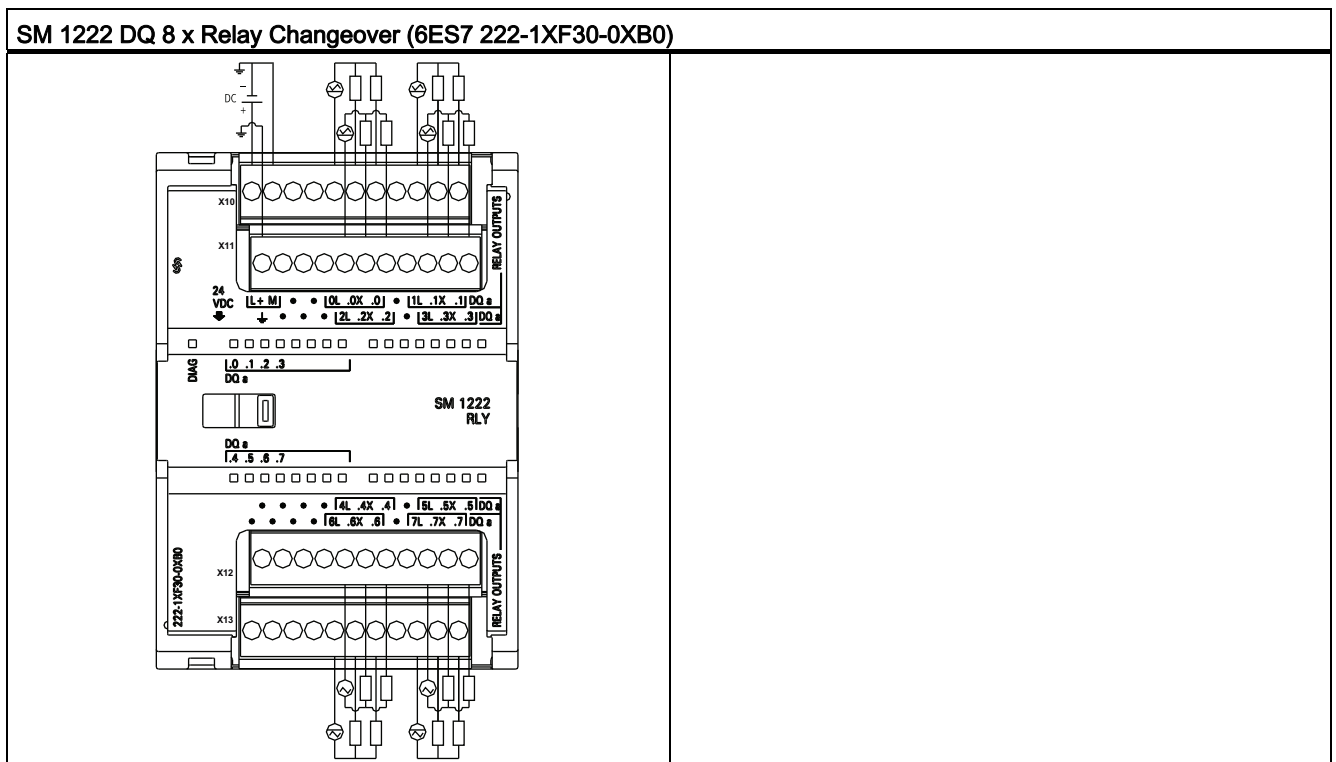 SM 1222 DQ 8 x Relay Changeover (6ES7 222-1XF30-0XB0)
DC
−
+
X10
X11
RELAY OUTPUTS
24
VDC
L+ M • • 0L .0X .0 • 1L .1X .1 DQ a
• • • 2L .2X .2 • 3L .3X .3 DQ a
DIAG
.0 .1 .2 .3
DQ a
SM 1222
RLY
DQ a
.4 .5 .6 .7
• • • • 4L .4X .4 • 5L .5X .5 DQ a
• • • • 6L .6X .6 • 7L .7X .7 DQ a
222-1XF30-0XB0
X12
X13
RELAY OUTPUTS